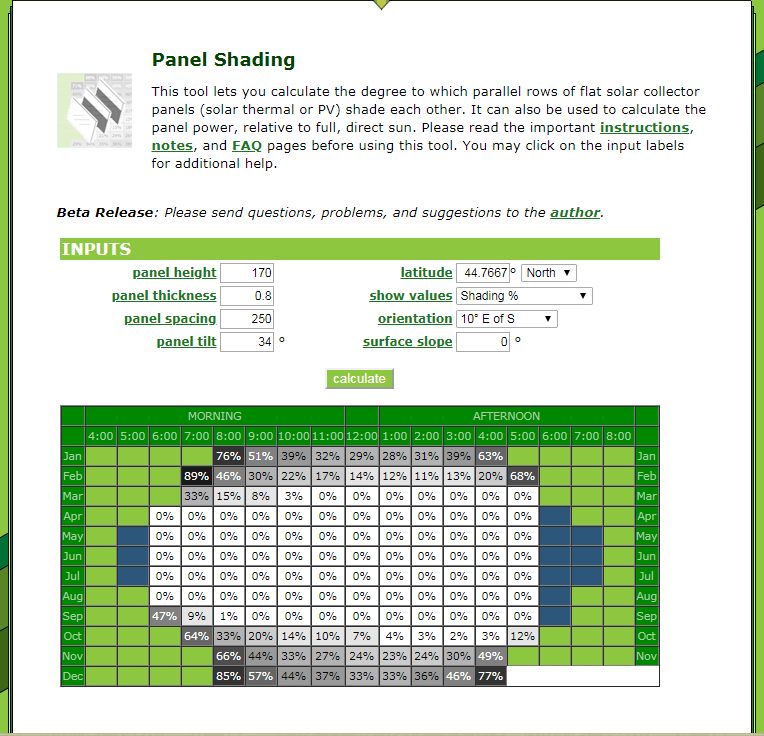 Panel Shading
This tool lets you calculate the degree to which parallel rows of flat solar collector
panels (solar thermal or PV) shade each other. It can also be used to calculate the
panel power, relative to full, direct sun. Please read the important instructions,
notes, and FAQ pages before using this tool. You may click on the input labels
for additional help.
Beta Release: Please send questions, problems, and suggestions to the author.
INPUTS
panel height 170 latitude 44.7667° North
panel thickness 0.8 show values Shading %
panel spacing 250 orientation 10° E of S
panel tilt 34 ° surface slope 0 °
calculate
MORNING AFTERNOON
4:00 5:00 6:00 7:00 8:00 9:00 10:00 11:00 12:00 1:00 2:00 3:00 4:00 5:00 6:00 7:00 8:00
Jan 76% 51% 39% 32% 29% 28% 31% 39% 63% Jan
Feb 89% 46% 30% 22% 17% 14% 12% 11% 13% 20% 68% Feb
Mar 33% 15% 8% 3% 0% 0% 0% 0% 0% 0% 0% Mar
Apr 0% 0% 0% 0% 0% 0% 0% 0% 0% 0% 0% 0% Apr
May 0% 0% 0% 0% 0% 0% 0% 0% 0% 0% 0% 0% May
Jun 0% 0% 0% 0% 0% 0% 0% 0% 0% 0% 0% 0% Jun
Jul 0% 0% 0% 0% 0% 0% 0% 0% 0% 0% 0% 0% Jul
Aug 0% 0% 0% 0% 0% 0% 0% 0% 0% 0% 0% 0% Aug
Sep 47% 9% 1% 0% 0% 0% 0% 0% 0% 0% 0% 0% Sep
Oct 64% 33% 20% 14% 10% 7% 4% 3% 2% 3% 12% Oct
Nov 66% 44% 33% 27% 24% 23% 24% 30% 49% Nov
Dec 85% 57% 44% 37% 33% 33% 36% 46% 77%